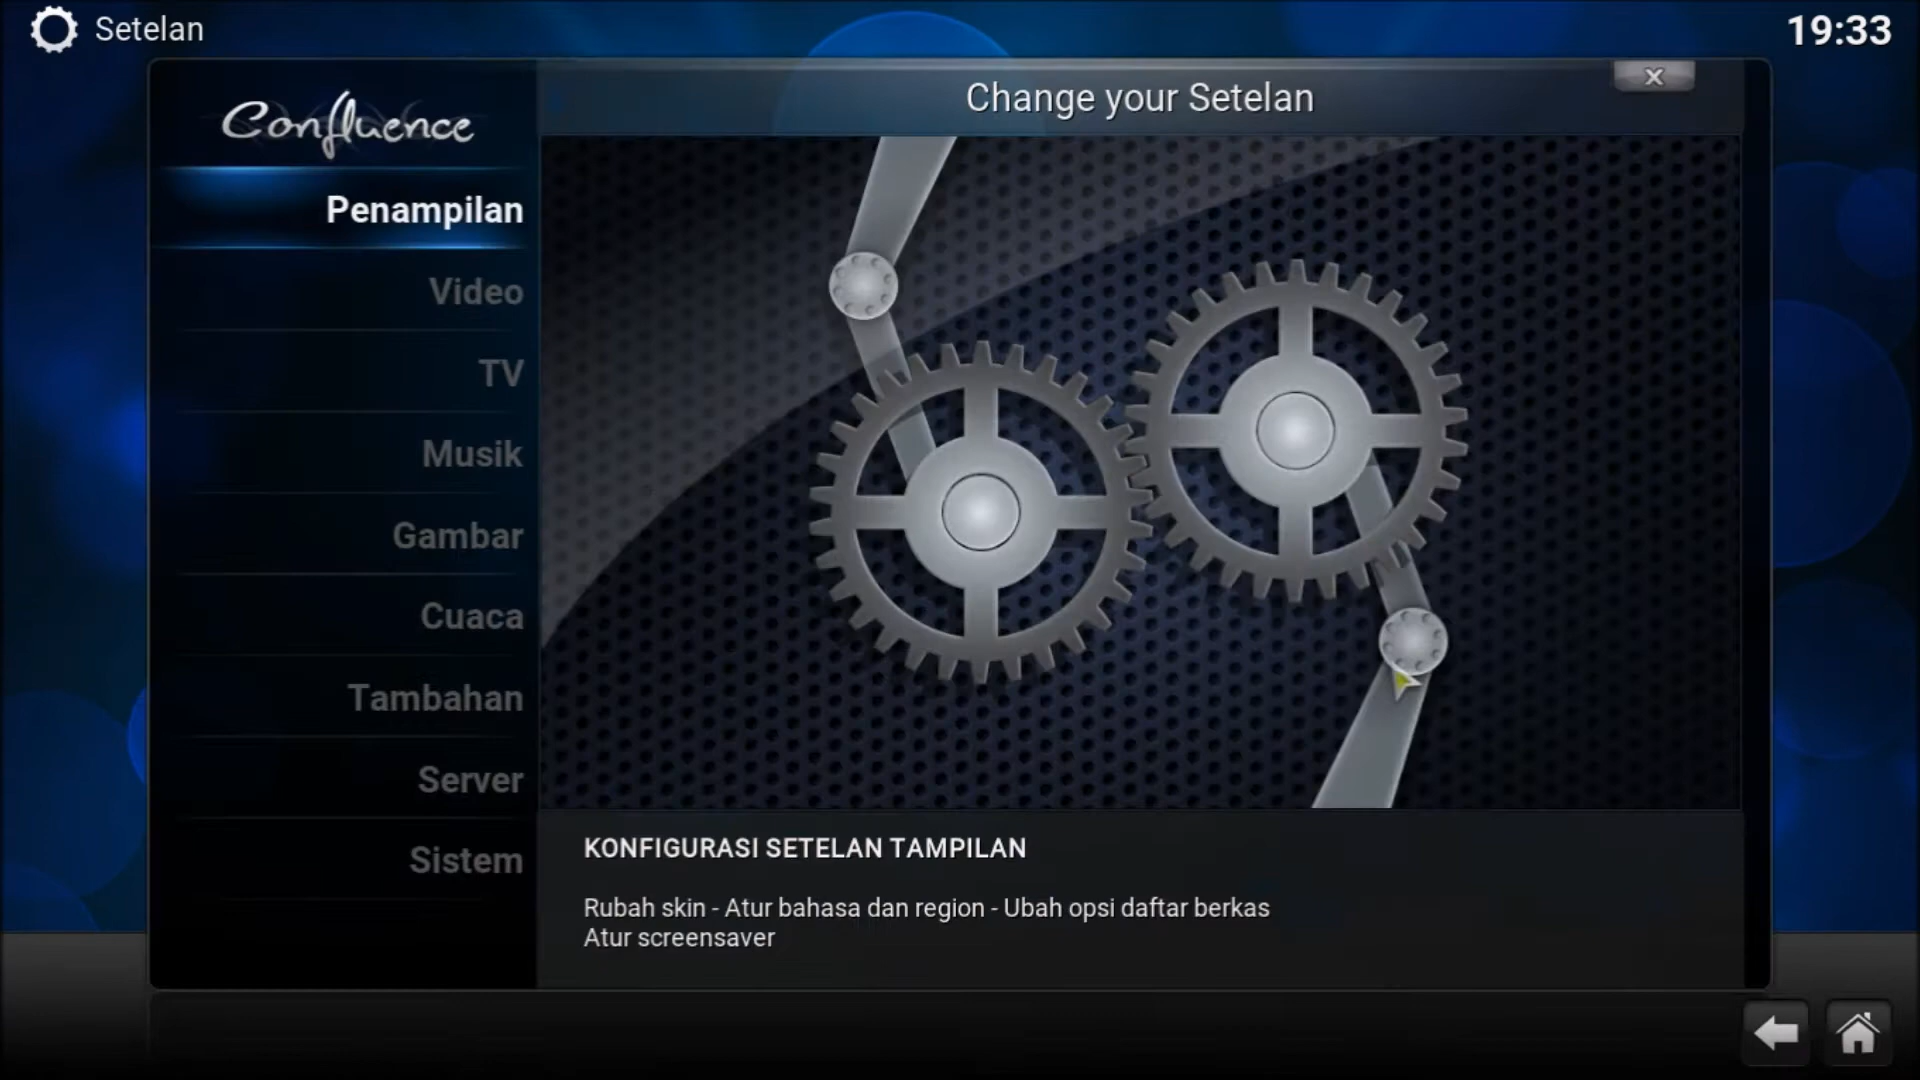 Setelan
19:33
Confluence
Change your Setelan
Penampilan
Video
TV
Musik
Gambar
Cuaca
Tambahan
Server
Sistem
KONFIGURASI SETELAN TAMPILAN
Rubah skin - Atur bahasa dan region - Ubah opsi daftar berkas
Atur screensaver